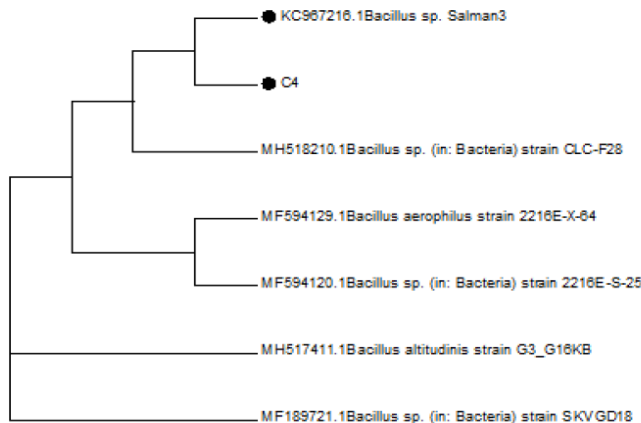 KC967216.1Bacillus sp. Salman3
C4
MH518210.1Bacillus sp. (in: Bacteria) strain CLC-F28
MF594129.1Bacillus aerophilus strain 2216E-X-64
MF594120.1Bacillus sp. (in: Bacteria) strain 2216E-S-25
MH517411.1Bacillus altitudinis strain G3_G16KB
MF189721.1Bacillus sp. (in: Bacteria) strain SKVGD18